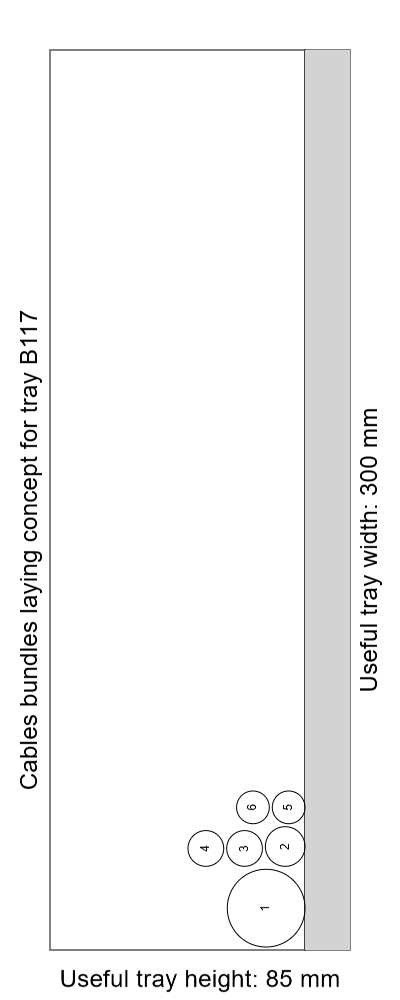 Cables bundles laying concept for tray B117
Useful tray width: 300 mm
6
5
4
3
2
1
Useful tray height: 85 mm